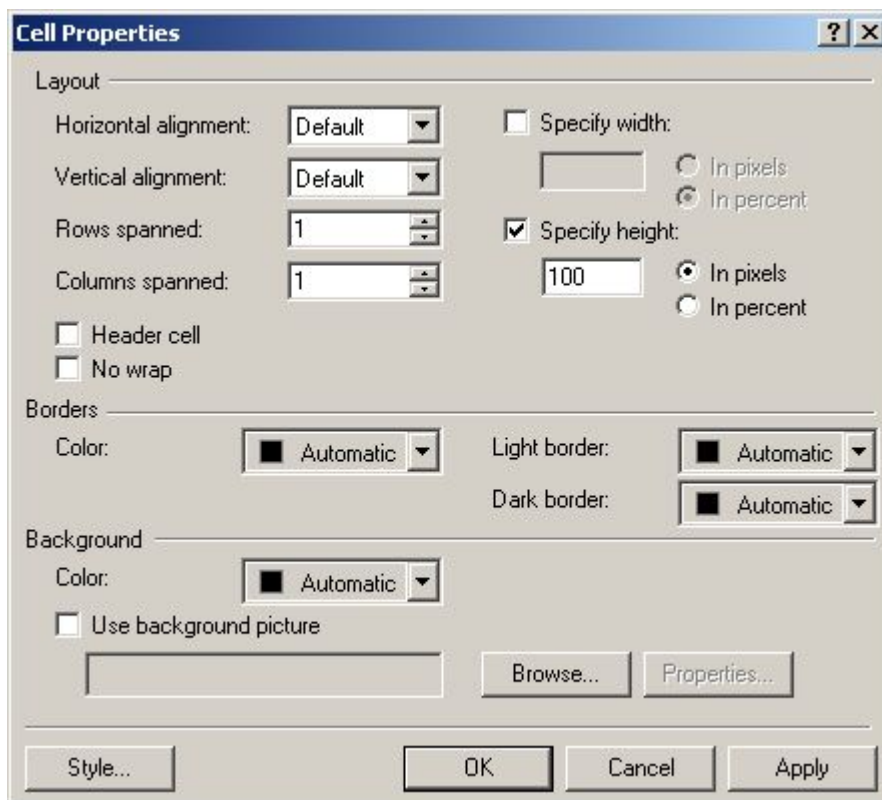 Cell Properties
Layout
Horizontal alignment: Default
Specify width:
In pixels
Vertical alignment: Default
In percent
Rows spanned: 1
Specify height:
Columns spanned: 1
100
In pixels
In percent
Header cell
No wrap
Borders
Color: Automatic
Light border: Automatic
Dark border: Automatic
Background
Color: Automatic
Use background picture
Browse... Properties...
Style... OK Cancel Apply